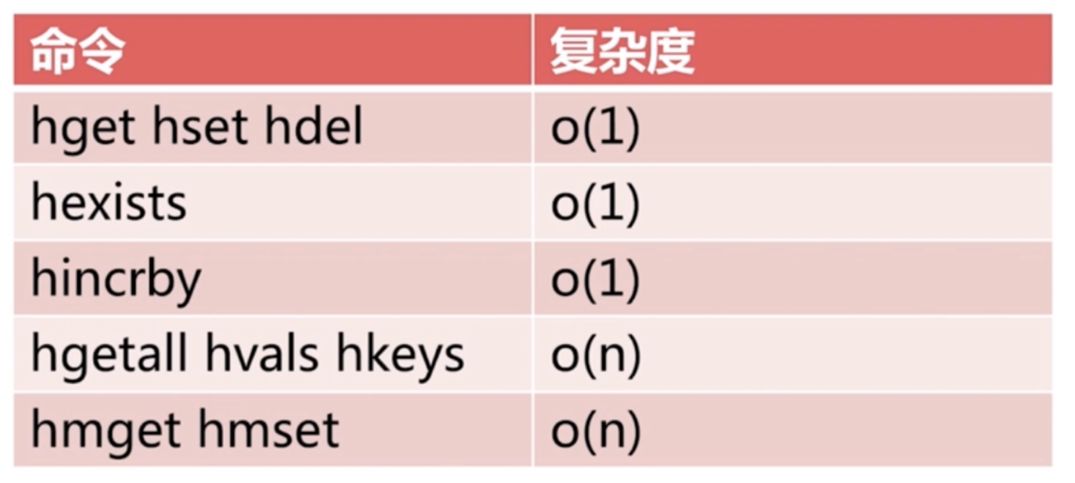 命令 复杂度
hget hset hdel o(1)
hexists o(1)
hincrby o(1)
hgetall hvals hkeys o(n)
hmget hmset o(n)